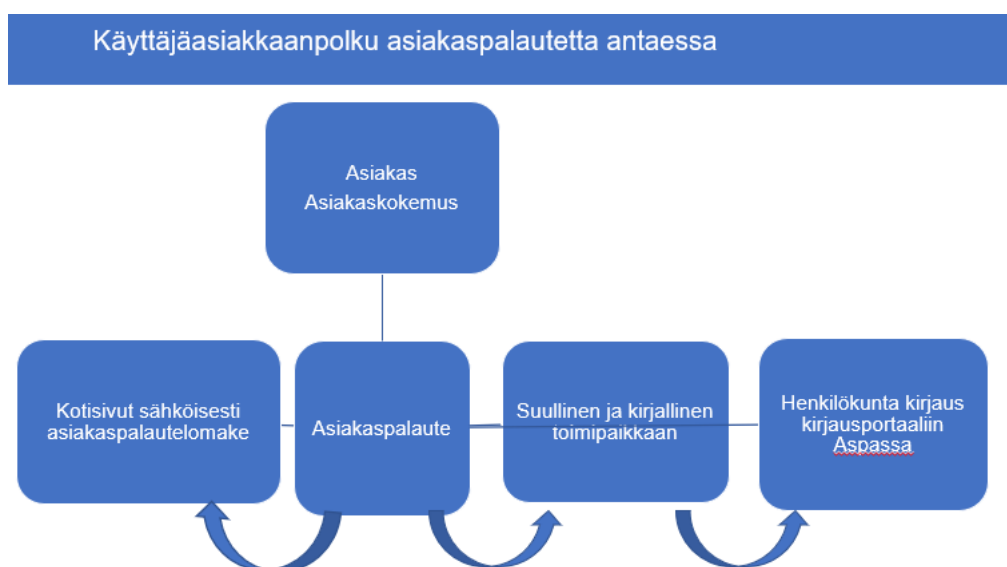 Käyttäjäasiakkaanpolku asiakaspalautetta antaessa
Asiakas
Asiakaskokemus
Kotisivut sähköisesti
asiakaspalautelomake
Asiakaspalaute
Suullinen ja kirjallinen
toimipaikkaan
Henkilökunta kirjaus
kirjausportaaliin
Aspassa